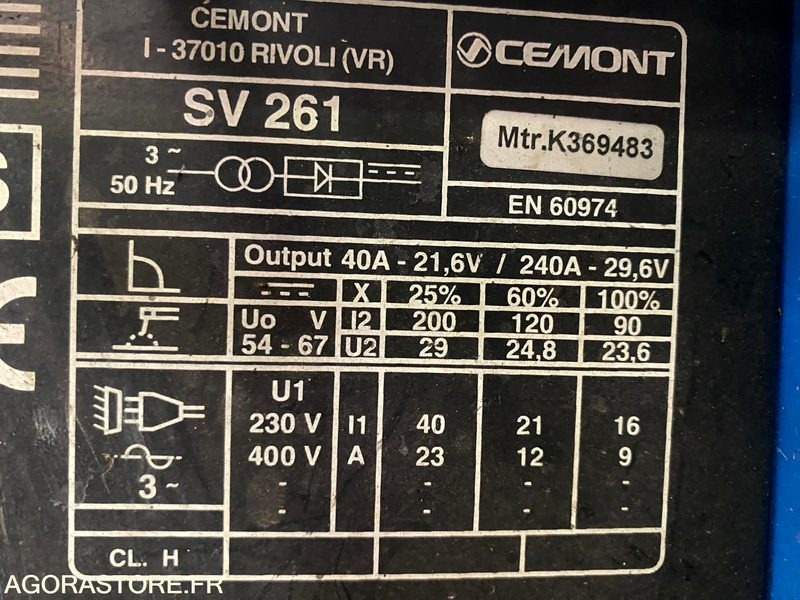 CEMONT
I - 37010 RIVOLI (VR)
CEMONT
SV 261
Mtr.K369483
3 ~
50 Hz
EN 60974
S
Output 40A - 21,6V / 240A - 29,6V
X 25% 60% 100%
Uo V I2 200 120 90
54 - 67 U2 29 24,8 23,6
U1
230 V I1 40 21 16
400 V A 23 12 9
- - - -
3 ~
- - - -
CL. H
AGORASTORE.FR